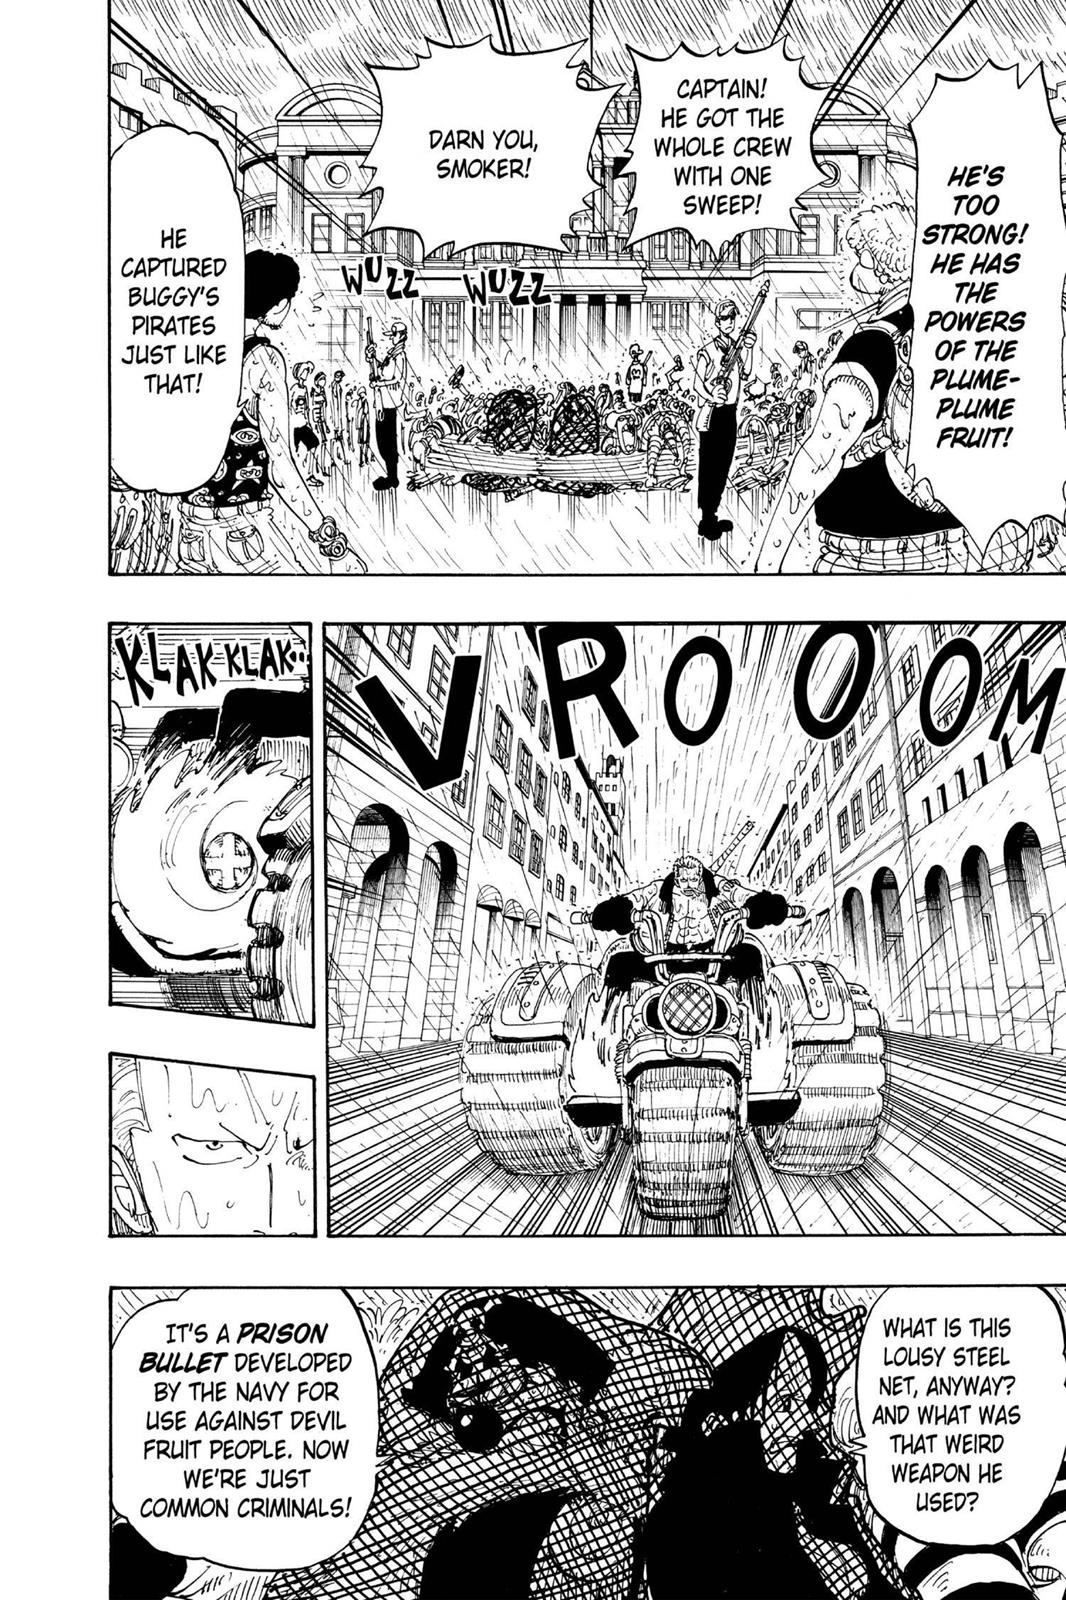 HE'S
TOO
STRONG!
HE HAS
THE
POWERS
OF THE
PLUME-
PLUME
FRUIT!
CAPTAIN!
HE GOT THE
WHOLE CREW
WITH ONE
SWEEP!
DARN YOU,
SMOKER!
HE
CAPTURED
BUGGY'S
PIRATES
JUST LIKE
THAT!
WUZZ
WUZZ
VROOOOM
KLAK KLAK..
WHAT IS THIS
LOUSY STEEL
NET, ANYWAY?
AND WHAT WAS
THAT WEIRD
WEAPON HE
USED?
IT'S A PRISON
BULLET DEVELOPED
BY THE NAVY FOR
USE AGAINST DEVIL
FRUIT PEOPLE. NOW
WE'RE JUST
COMMON CRIMINALS!